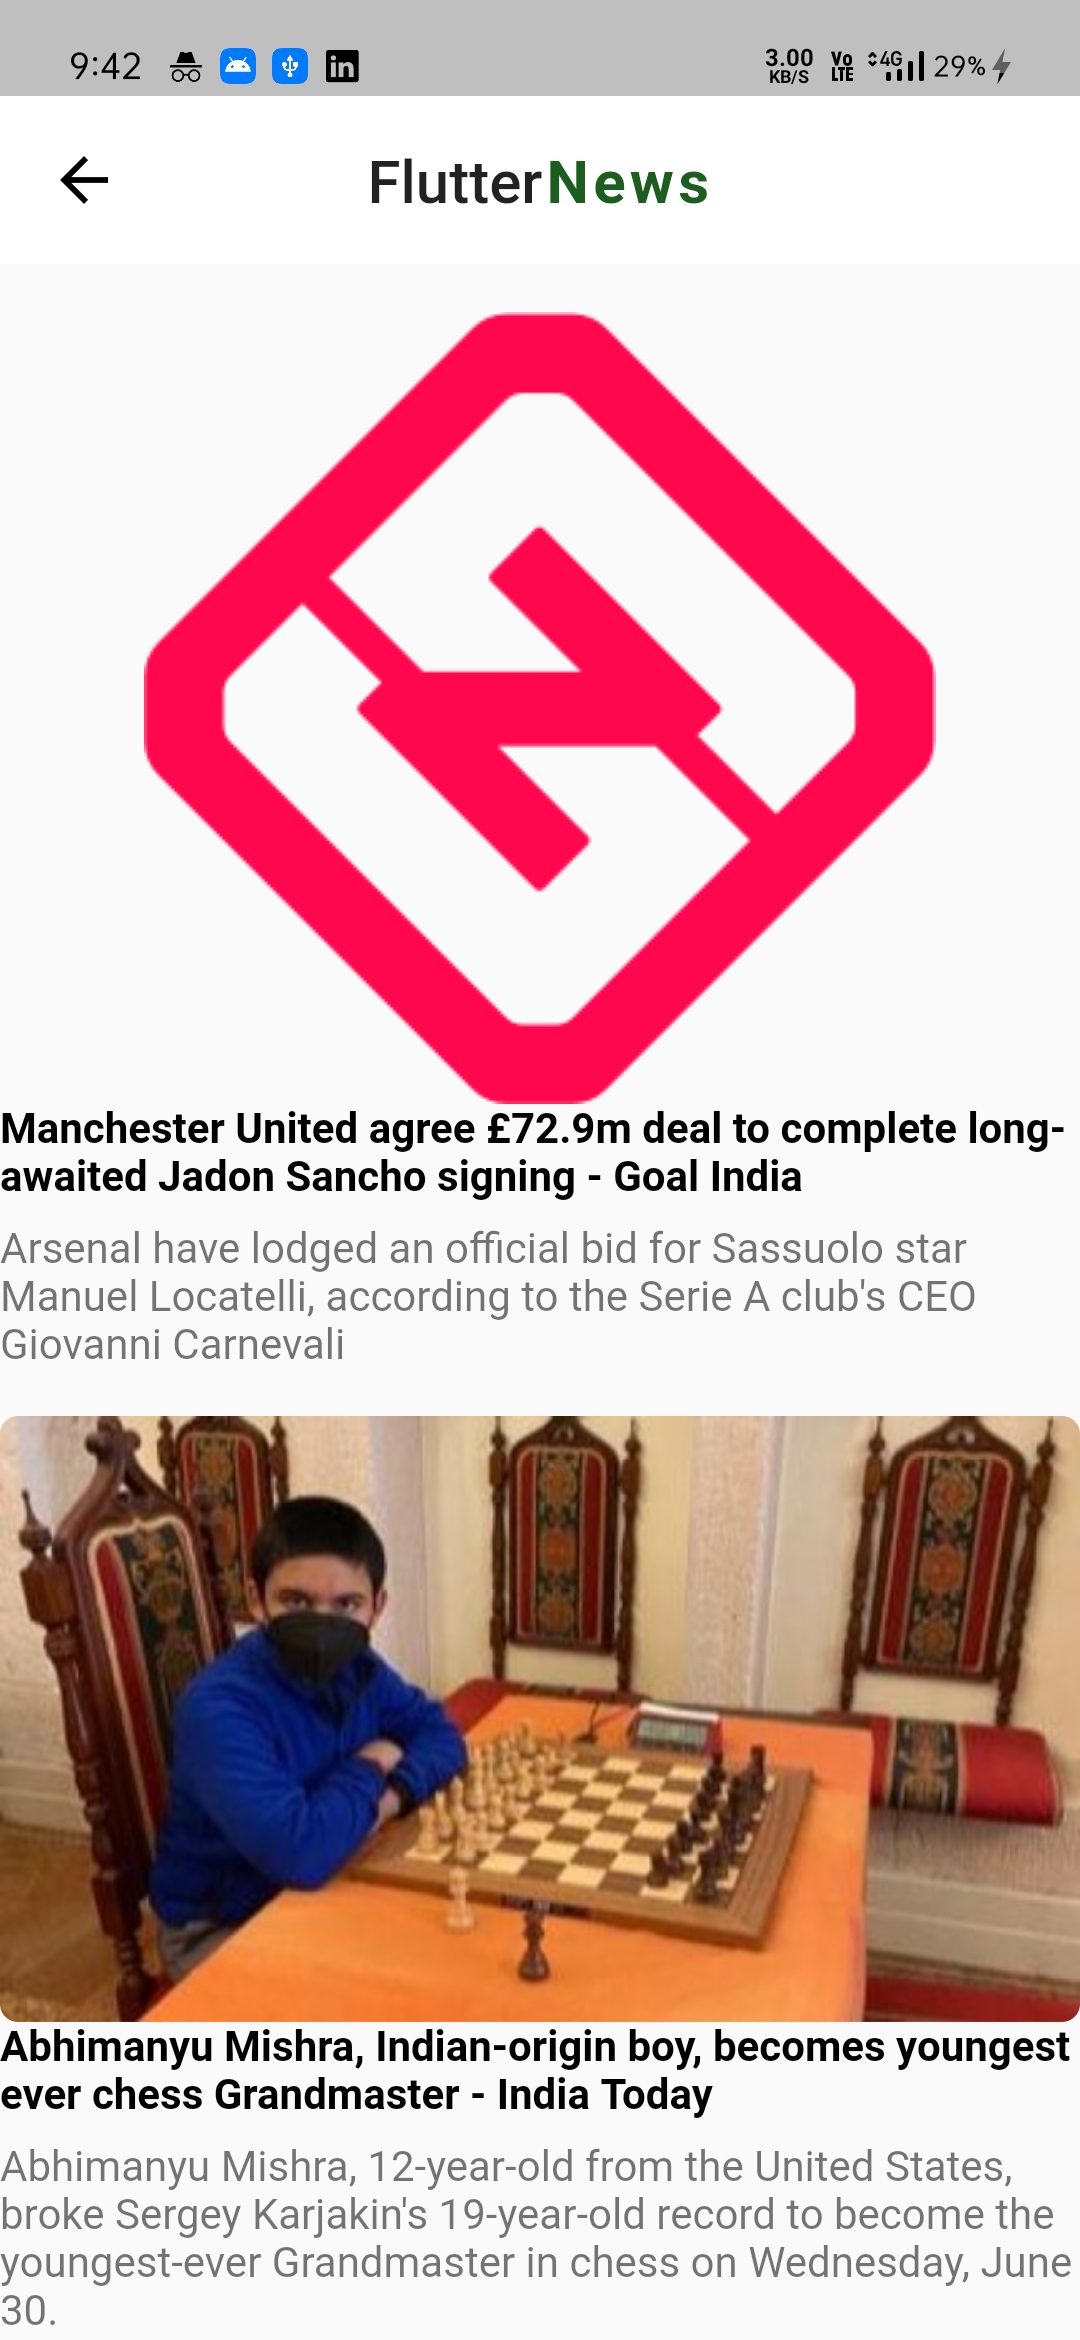 9:42
3.00
KB/S
Vo
LTE
4G
29%
FlutterNews
Manchester United agree £72.9m deal to complete long-
awaited Jadon Sancho signing - Goal India
Arsenal have lodged an official bid for Sassuolo star
Manuel Locatelli, according to the Serie A club's CEO
Giovanni Carnevali
Abhimanyu Mishra, Indian-origin boy, becomes youngest
ever chess Grandmaster - India Today
Abhimanyu Mishra, 12-year-old from the United States,
broke Sergey Karjakin's 19-year-old record to become the
youngest-ever Grandmaster in chess on Wednesday, June
30.